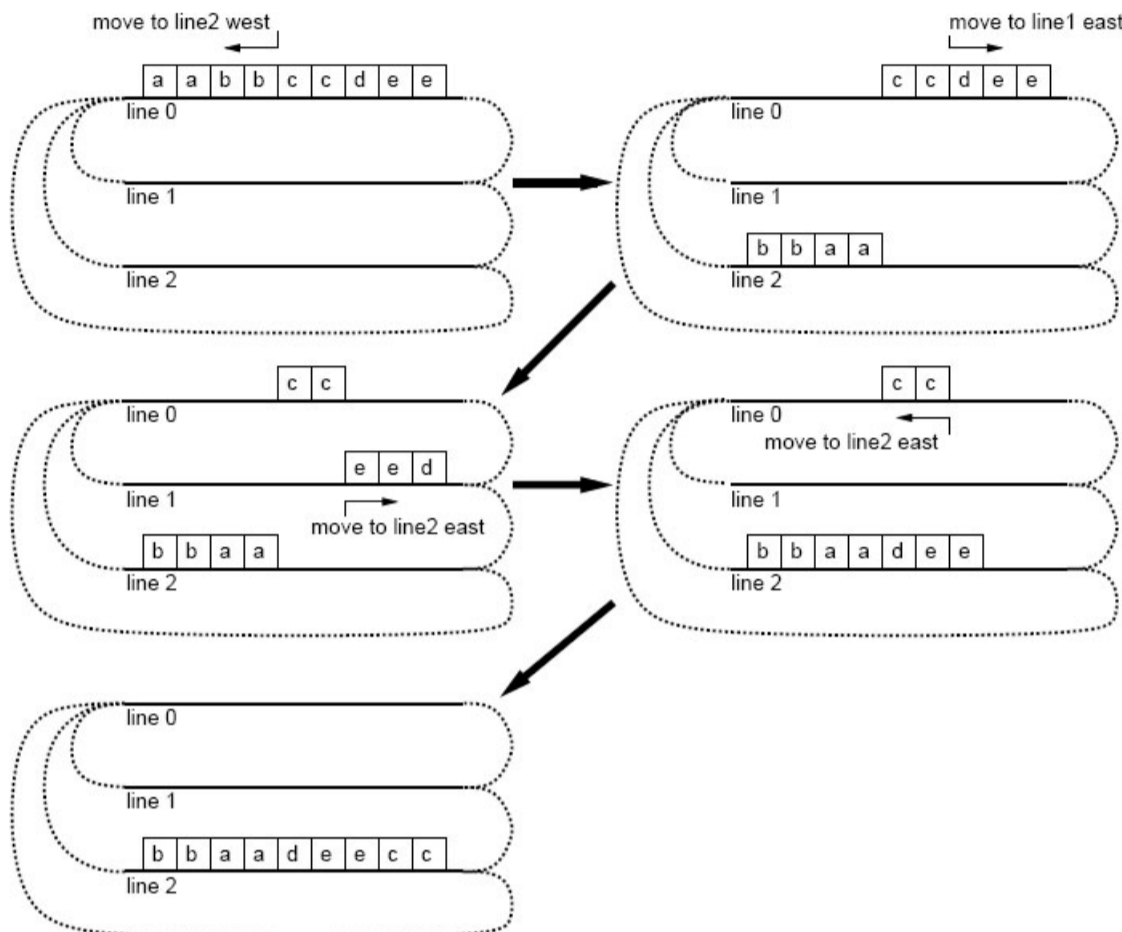 move to line2 west
a a b b c c d e e
line 0
line 1
line 2
move to line1 east
c c d e e
line 0
line 1
b b a a
line 2
c c
line 0
e e d
line 1
move to line2 east
b b a a
line 2
c c
line 0
move to line2 east
line 1
b b a a d e e
line 2
line 0
line 1
b b a a d e e c c
line 2